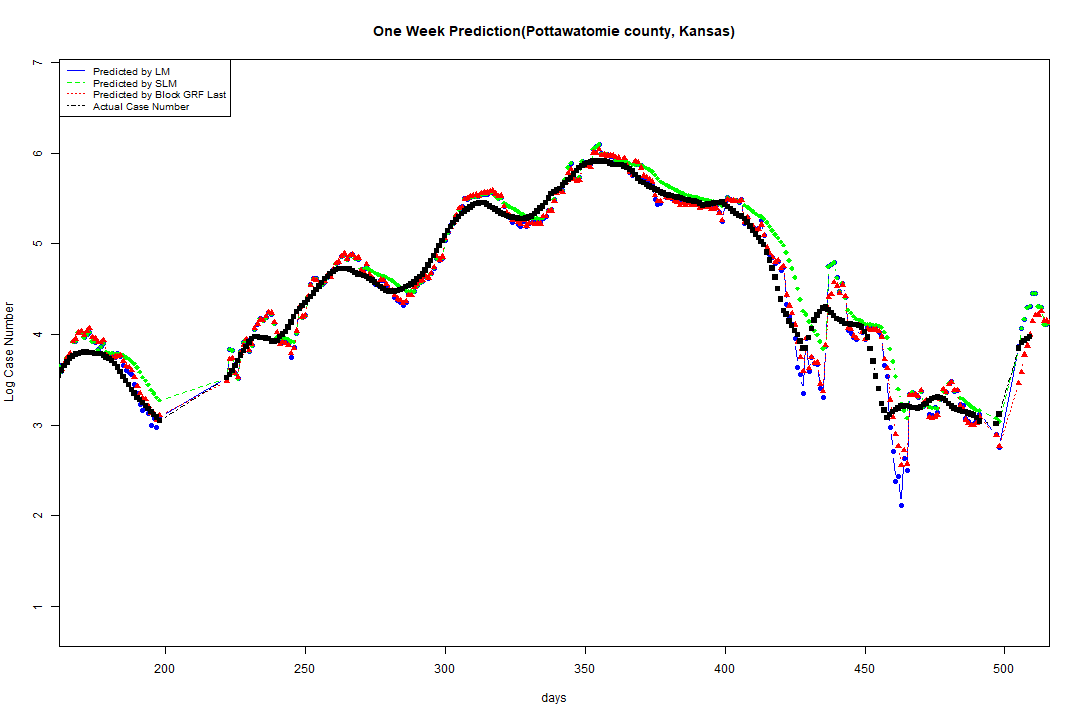 One Week Prediction(Pottawatomie county, Kansas)
Predicted by LM
Predicted by SLM
Predicted by Block GRF Last
Actual Case Number
Log Case Number
7
6
5
4
3
2
1
200 250 300 350 400 450 500
days